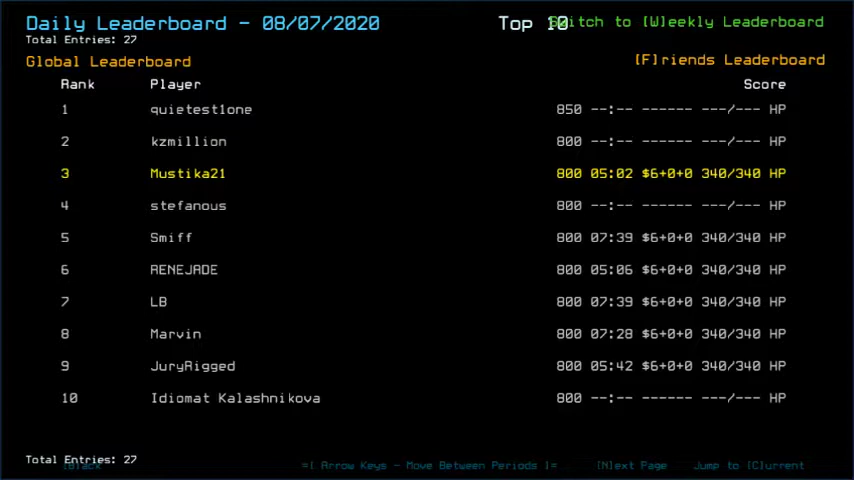 Daily Leaderboard - 08/07/2020 Top 10 Switch to [W]eekly Leaderboard
Total Entries: 27
Global Leaderboard [F]riends Leaderboard
Rank Player Score
1 quietest1one 850 --:-- ------ ---/--- HP
2 kzmillion 800 --:-- ------ ---/--- HP
3 Mustika21 800 05:02 $6+0+0 340/340 HP
4 stefanous 800 --:-- ------ ---/--- HP
5 Smiff 800 07:39 $6+0+0 340/340 HP
6 RENEJADE 800 05:06 $6+0+0 340/340 HP
7 LB 800 07:39 $6+0+0 340/340 HP
8 Marvin 800 07:28 $6+0+0 340/340 HP
9 JuryRigged 800 05:42 $6+0+0 340/340 HP
10 Idiomat Kalashnikova 800 --:-- ------ ---/--- HP
Total Entries: 27
[B]ack =[ Arrow Keys - Move Between Periods ]= [N]ext Page Jump to [C]urrent